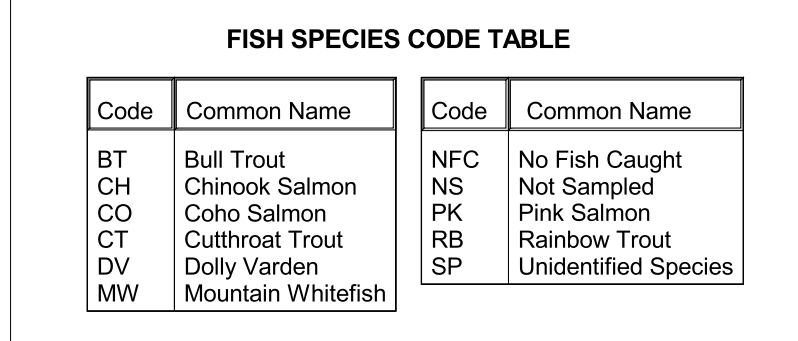 FISH SPECIES CODE TABLE
Code Common Name
BT Bull Trout
CH Chinook Salmon
CO Coho Salmon
CT Cutthroat Trout
DV Dolly Varden
MW Mountain Whitefish
Code Common Name
NFC No Fish Caught
NS Not Sampled
PK Pink Salmon
RB Rainbow Trout
SP Unidentified Species